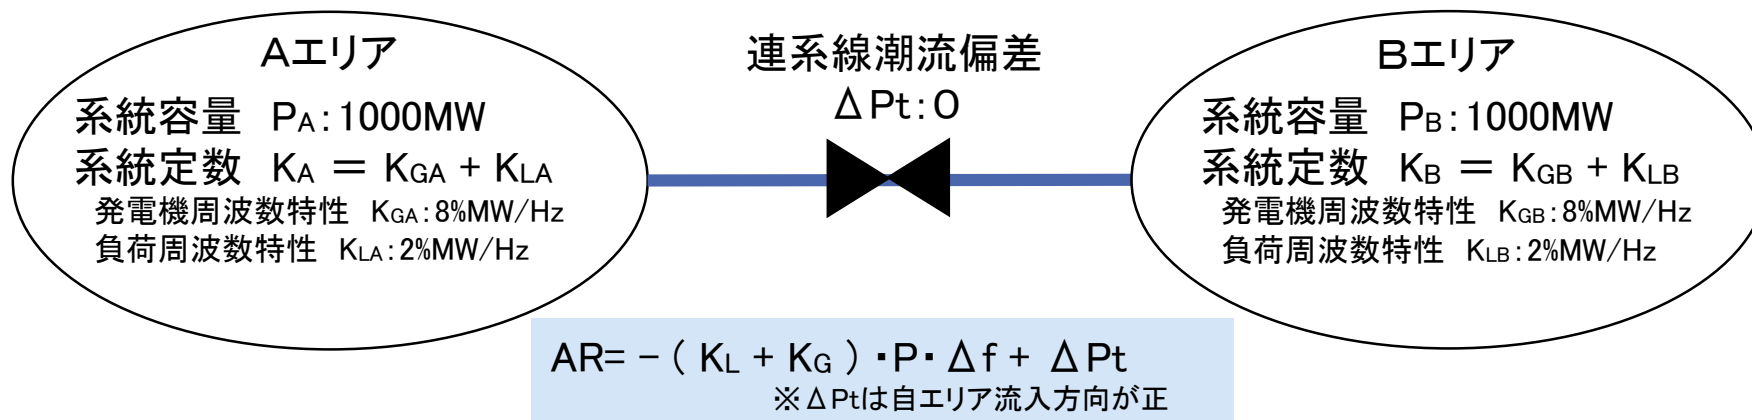 Aエリア
系統容量 PA:1000MW
系統定数 KA = KGA + KLA
発電機周波数特性 KGA:8%MW/Hz
負荷周波数特性 KLA:2%MW/Hz
連系線潮流偏差
ΔPt:0
Bエリア
系統容量 PB:1000MW
系統定数 KB = KGB + KLB
発電機周波数特性 KGB:8%MW/Hz
負荷周波数特性 KLB:2%MW/Hz
AR= -( KL + KG )・P・Δf + ΔPt
※ΔPtは自エリア流入方向が正